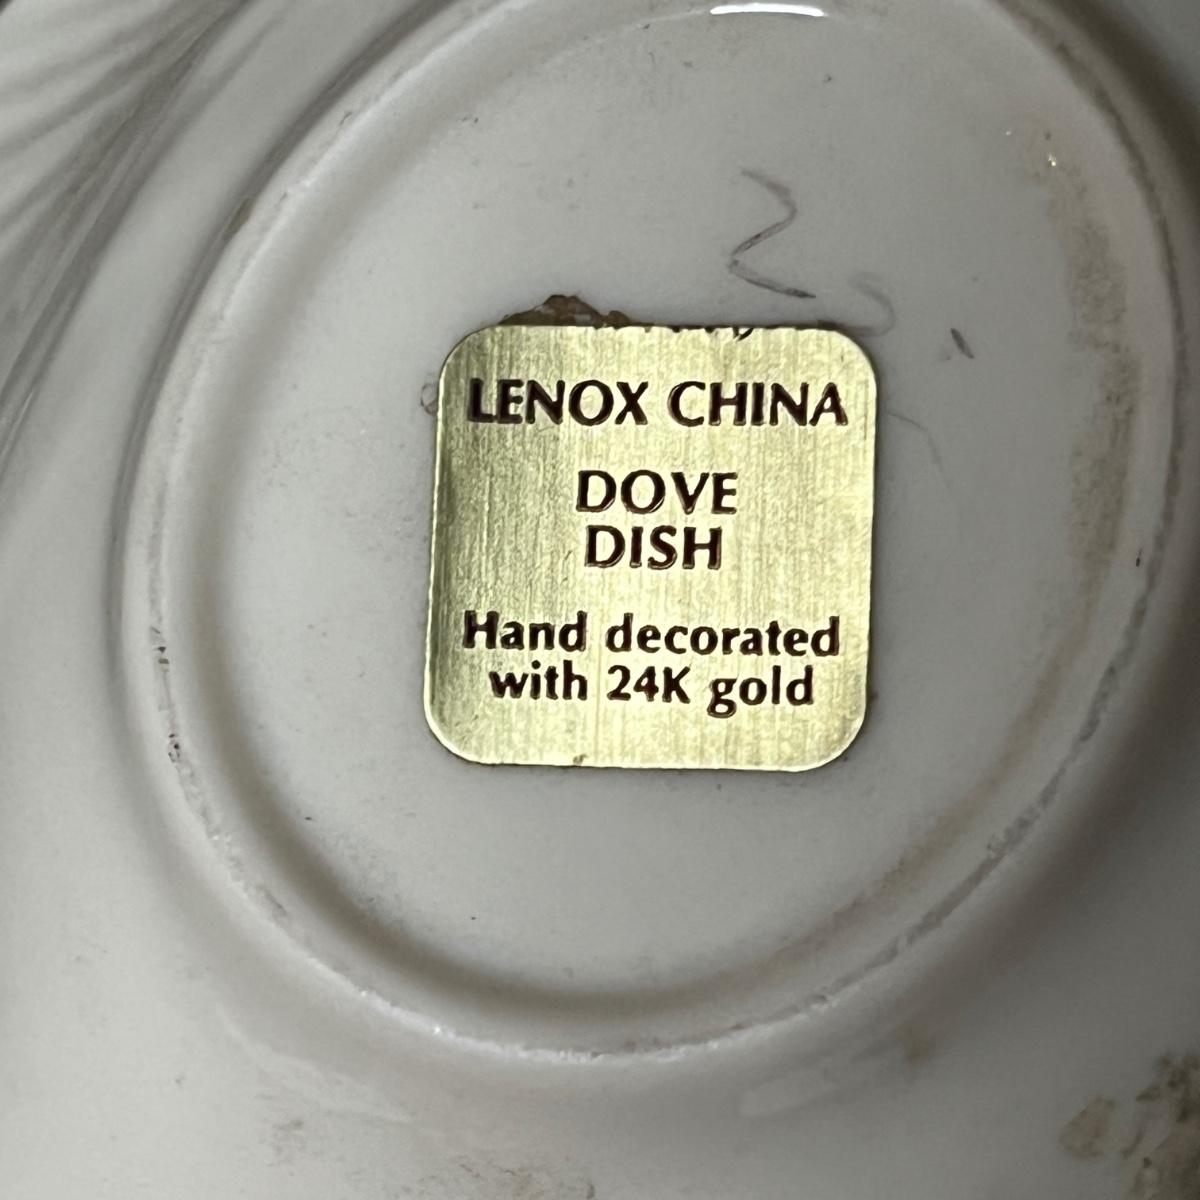 LENOX CHINA
DOVE
DISH
Hand decorated
with 24K gold